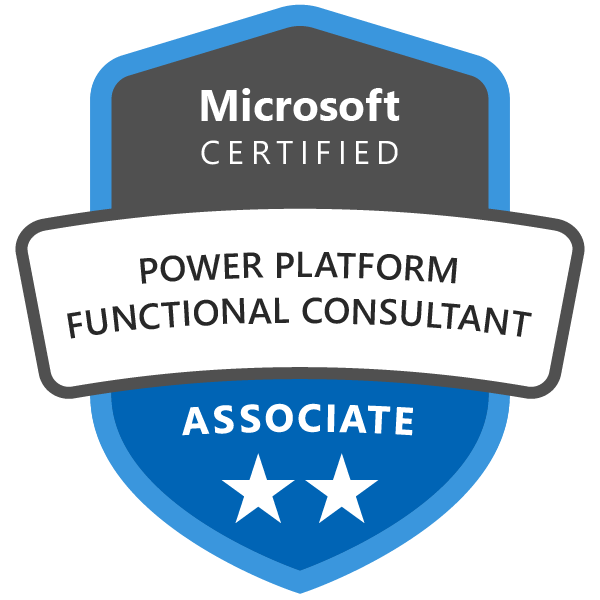 Microsoft
CERTIFIED
POWER PLATFORM
FUNCTIONAL CONSULTANT
ASSOCIATE